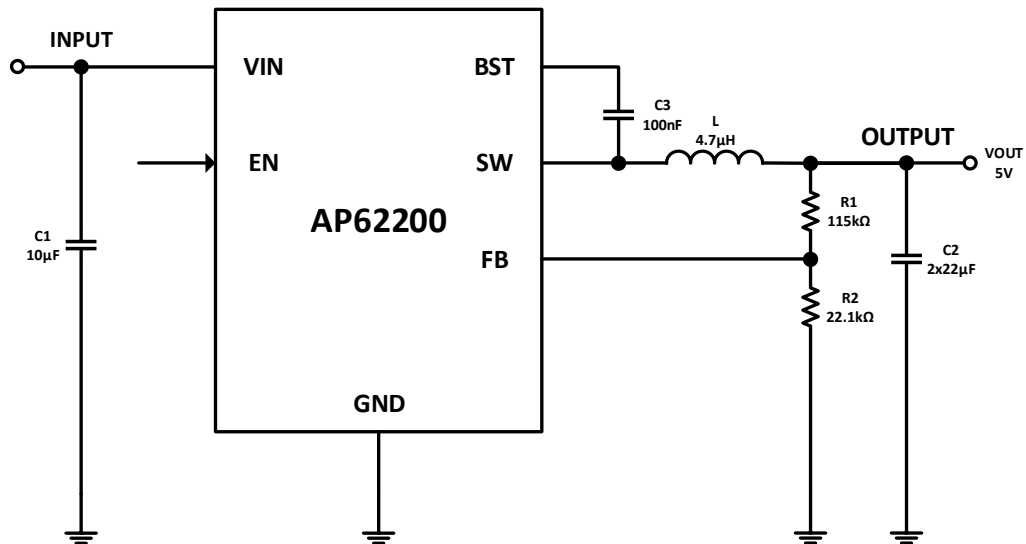 INPUT
VIN
BST
C3
100nF
L
4.7µH
OUTPUT
VOUT
5V
EN
SW
R1
115kΩ
AP62200
C1
10µF
FB
C2
2x22µF
R2
22.1kΩ
GND